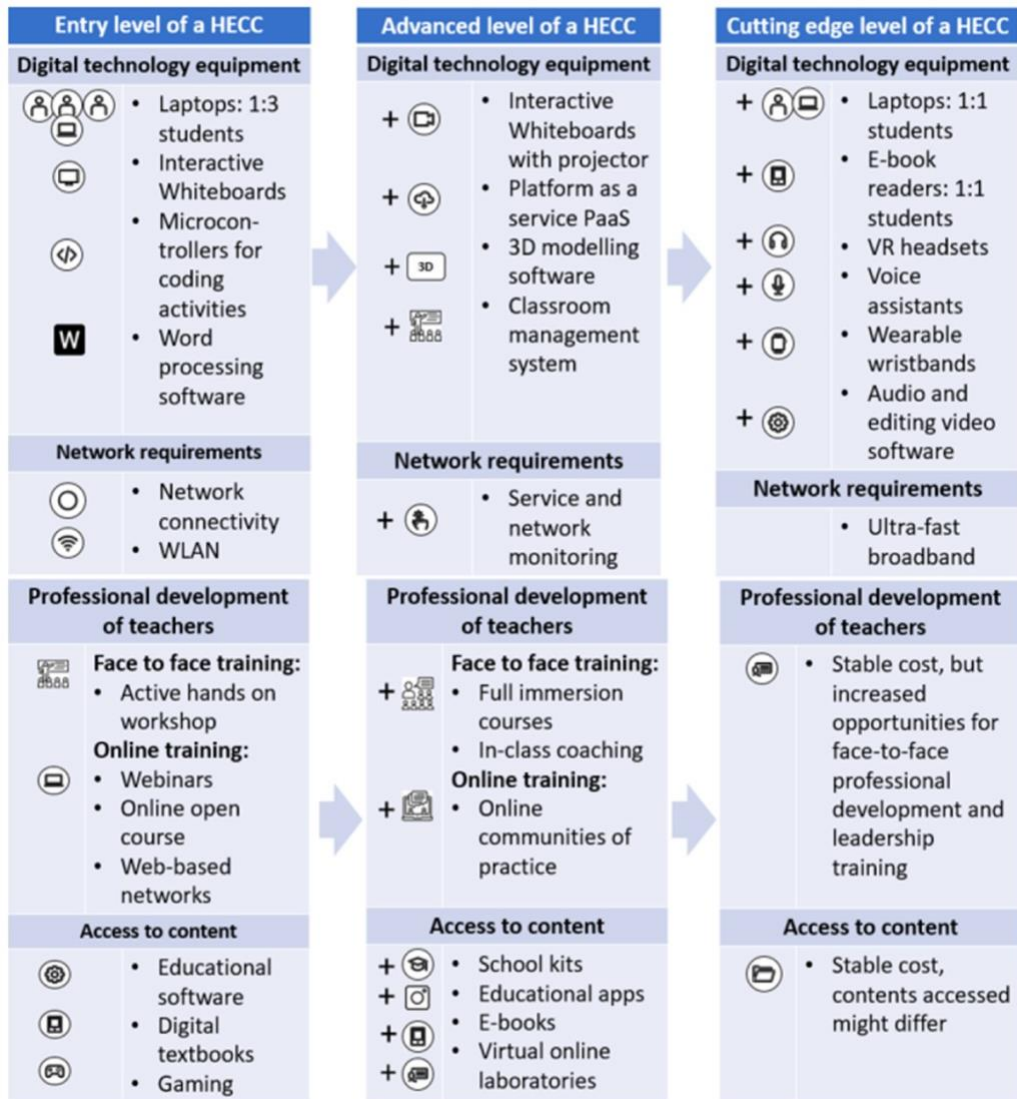 Entry level of a HECC
Digital technology equipment
• Laptops: 1:3
students
• Interactive
Whiteboards
• Microcon-
trollers for
coding
activities
W
• Word
processing
software
Network requirements
• Network
connectivity
• WLAN
Professional development
of teachers
Face to face training:
• Active hands on
workshop
Online training:
• Webinars
• Online open
course
• Web-based
networks
Access to content
• Educational
software
• Digital
textbooks
• Gaming
Advanced level of a HECC
Digital technology equipment
+ • Interactive
Whiteboards
with projector
+ • Platform as a
service PaaS
+ 3D • 3D modelling
software
+ • Classroom
management
system
Network requirements
+ • Service and
network
monitoring
Professional development
of teachers
Face to face training:
+ • Full immersion
courses
• In-class coaching
Online training:
+ • Online
communities of
practice
Access to content
+ • School kits
+ • Educational apps
+ • E-books
+ • Virtual online
laboratories
Cutting edge level of a HECC
Digital technology equipment
+ • Laptops: 1:1
students
+ • E-book
readers: 1:1
students
+ • VR headsets
+ • Voice
assistants
+ • Wearable
wristbands
+ • Audio and
editing video
software
Network requirements
• Ultra-fast
broadband
Professional development
of teachers
• Stable cost, but
increased
opportunities for
face-to-face
professional
development and
leadership
training
Access to content
• Stable cost,
contents accessed
might differ